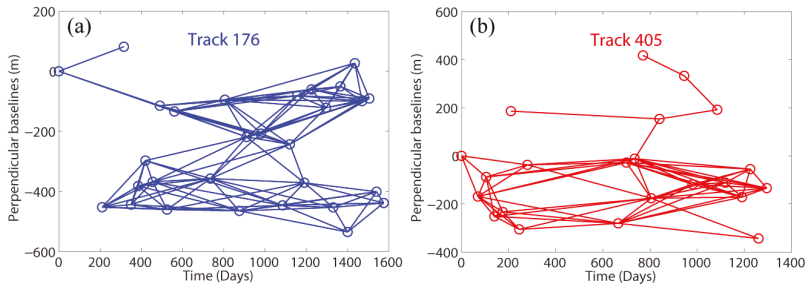 (a)
Track 176
Perpendicular baselines (m)
200
0
−200
−400
−600
0 200 400 600 800 1000 1200 1400 1600
Time (Days)
(b)
Track 405
Perpendicular baselines (m)
600
400
200
0
−200
−400
0 200 400 600 800 1000 1200 1400
Time (Days)